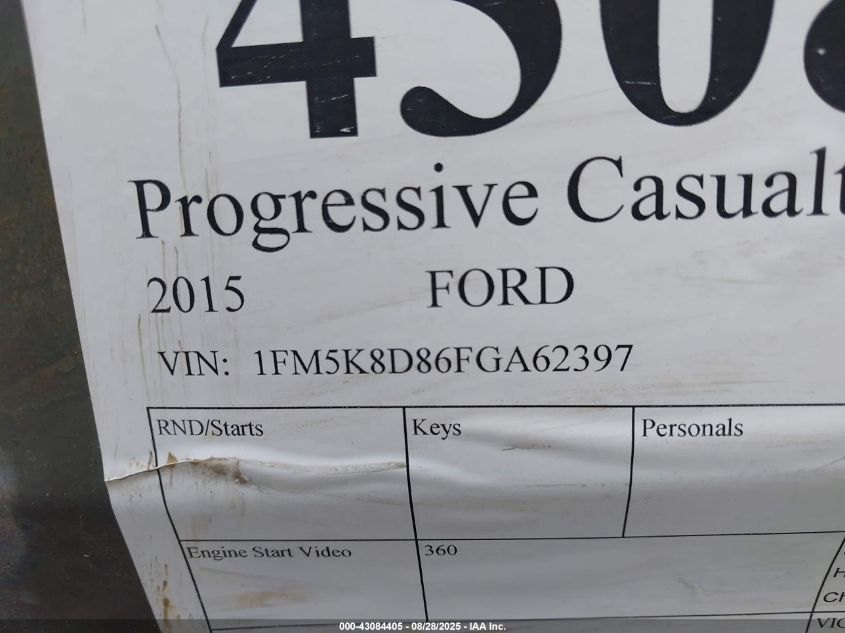 Progressive
2015 FORD
VIN: 1FM5K8D86FGA62397
RND/Starts Keys Personals
Engine Start Video 360
000-43084405 - 08/28/2025 - IAA Inc.